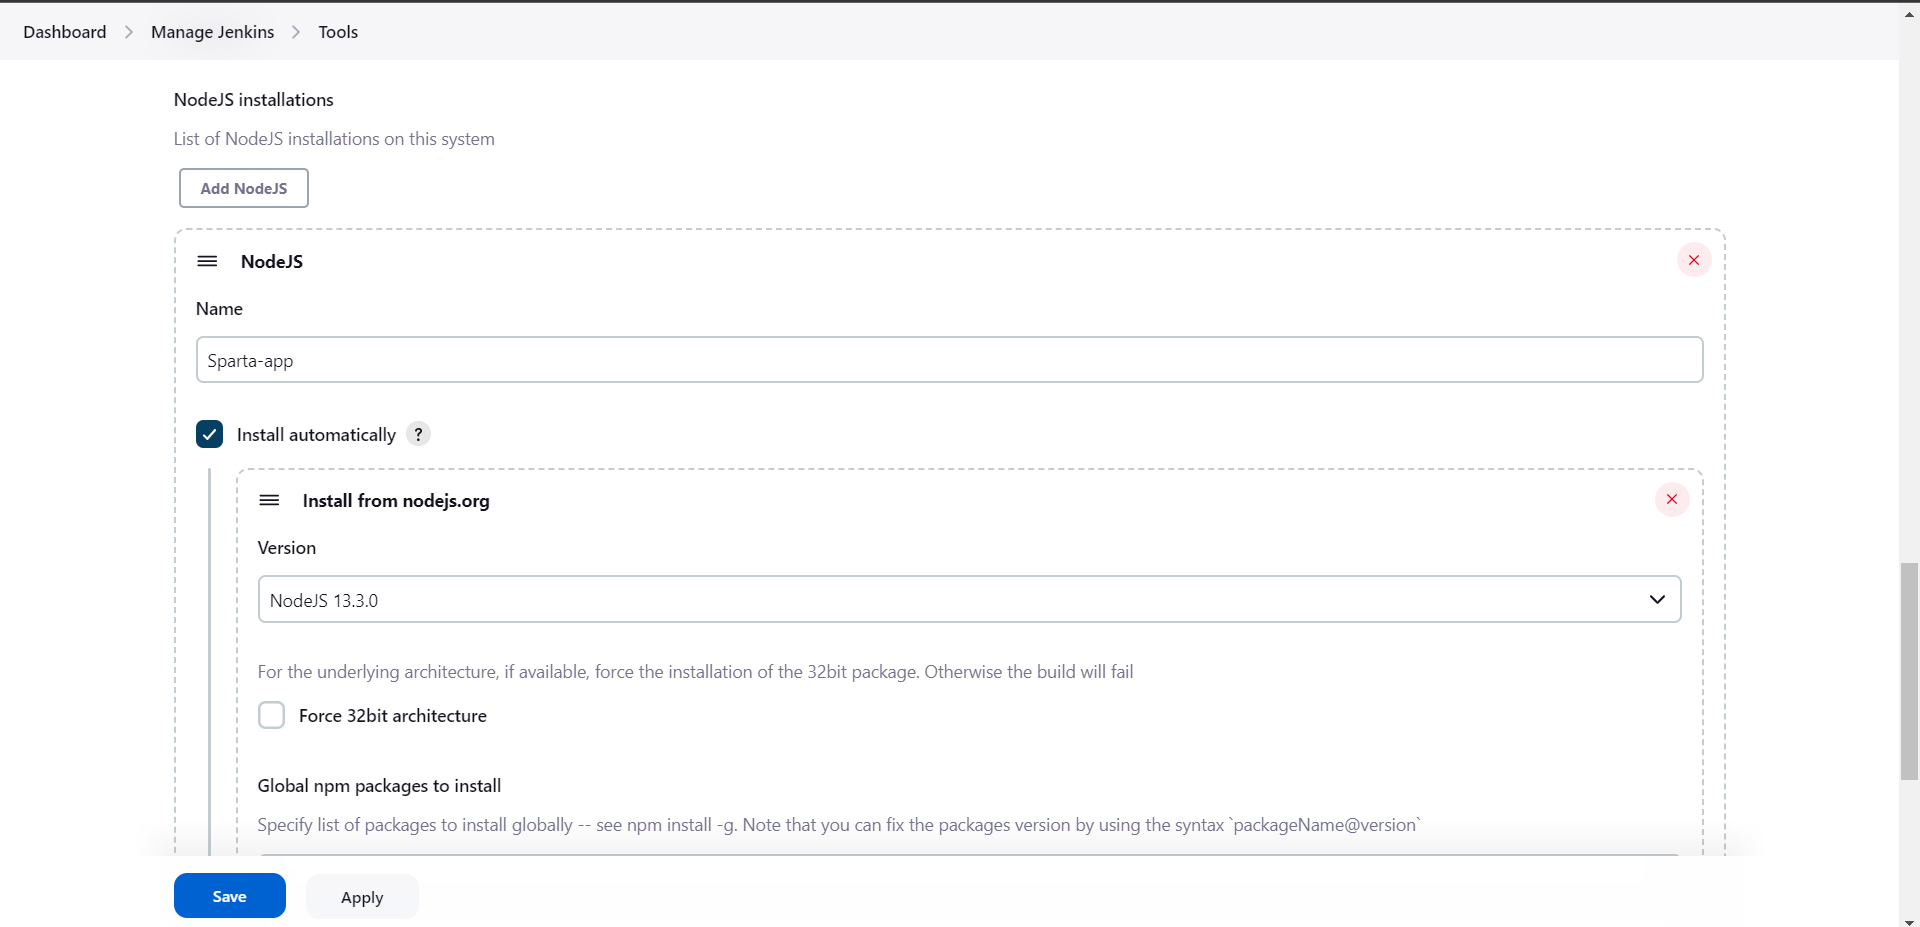 Dashboard > Manage Jenkins > Tools
NodeJS installations
List of NodeJS installations on this system
Add NodeJS
NodeJS
Name
Sparta-app
Install automatically ?
Install from nodejs.org
Version
NodeJS 13.3.0
For the underlying architecture, if available, force the installation of the 32bit package. Otherwise the build will fail
Force 32bit architecture
Global npm packages to install
Specify list of packages to install globally -- see npm install -g. Note that you can fix the packages version by using the syntax `packageName@version`
Save Apply